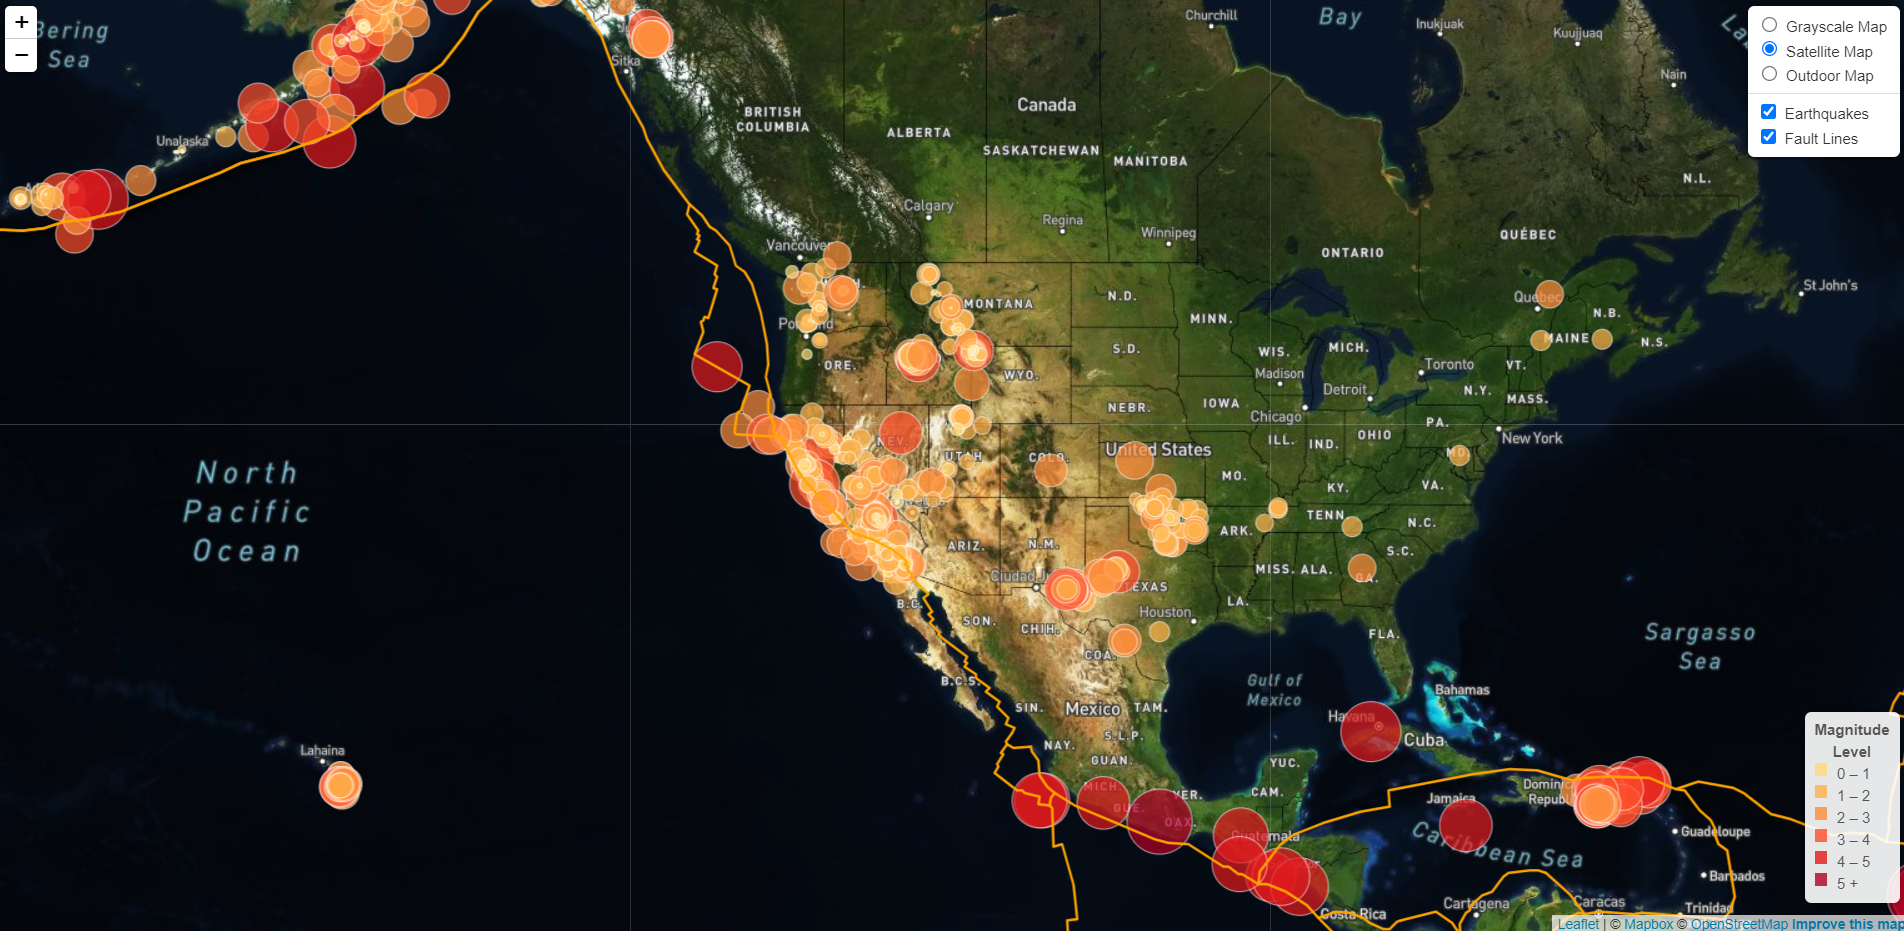 +
−
Bering
Sea
Unalaska
Sitka
BRITISH
COLUMBIA
ALBERTA
Canada
SASKATCHEWAN
MANITOBA
Churchill
Bay
Inukjuak
Kuujjuaq
Nain
N.L.
Calgary
Regina
Winnipeg
ONTARIO
QUÉBEC
Vancouver
St John's
MONTANA
N.D.
MINN.
Quebec
N.B.
MAINE
N.S.
ORE.
WYO.
S.D.
WIS.
MICH.
Madison
Toronto
VT.
Detroit
N.Y.
MASS.
NEBR.
IOWA
Chicago
PA.
NEV.
UTAH
COLO.
United States
ILL.
IND.
OHIO
New York
MD.
MO.
KY.
VA.
ARIZ.
N.M.
ARK.
TENN.
N.C.
S.C.
Ciudad
TEXAS
MISS.
ALA.
GA.
LA.
Houston
B.C.
SON.
CHIH.
FLA.
COA.
B.C.S.
SIN.
Mexico
TAM.
Gulf of
Mexico
Bahamas
Sargasso
Sea
North
Pacific
Ocean
Lahaina
NAY.
S.L.P.
GUAN.
Havana
Cuba
YUC.
CAM.
MICH.
GUE.
OAX.
VER.
Guatemala
Jamaica
Caribbean Sea
Guadeloupe
Barbados
Trinidad
Costa Rica
Cartagena
Caracas
Grayscale Map
Satellite Map
Outdoor Map
Earthquakes
Fault Lines
Magnitude
Level
0 – 1
1 – 2
2 – 3
3 – 4
4 – 5
5 +
Leaflet | © Mapbox © OpenStreetMap Improve this map